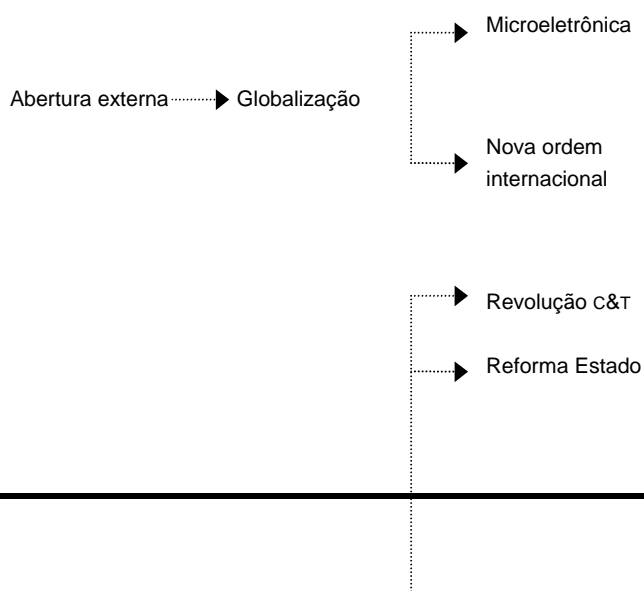 Microeletrônica
Abertura externa Globalização
Nova ordem
internacional
Revolução C&T
Reforma Estado